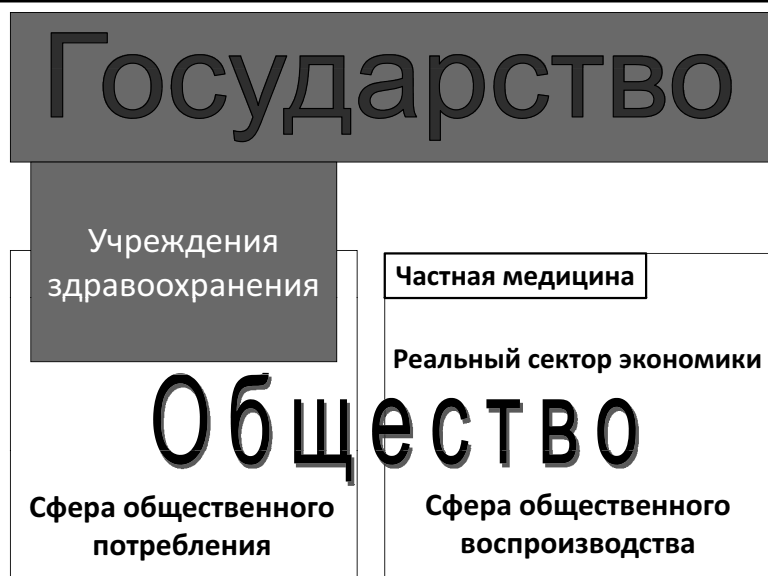 Государство
Учреждения
здравоохранения
Частная медицина
Реальный сектор экономики
Общество
Сфера общественного
потребления
Сфера общественного
воспроизводства